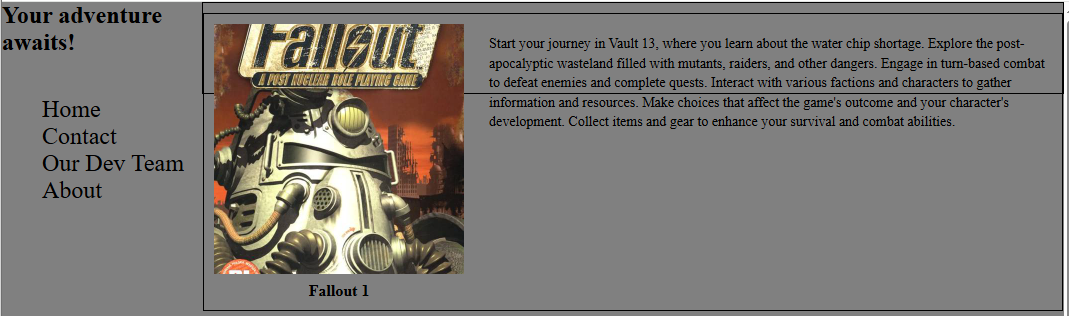 Your adventure
awaits!
Home
Contact
Our Dev Team
About
Fallout
A POST NUCLEAR ROLE PLAYING GAME
Fallout 1
Start your journey in Vault 13, where you learn about the water chip shortage. Explore the post-
apocalyptic wasteland filled with mutants, raiders, and other dangers. Engage in turn-based combat
to defeat enemies and complete quests. Interact with various factions and characters to gather
information and resources. Make choices that affect the game's outcome and your character's
development. Collect items and gear to enhance your survival and combat abilities.